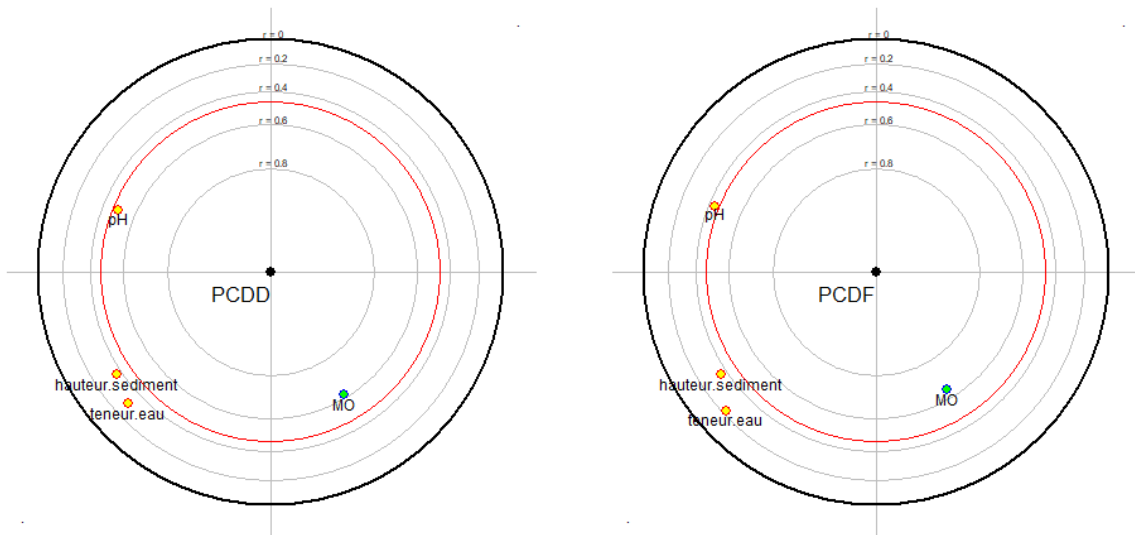 r = 0
r = 0.2
r = 0.4
r = 0.6
r = 0.8
pH
PCDD
hauteur.sediment
teneur.eau
MO
r = 0
r = 0.2
r = 0.4
r = 0.6
r = 0.8
pH
PCDF
hauteur.sediment
teneur.eau
MO